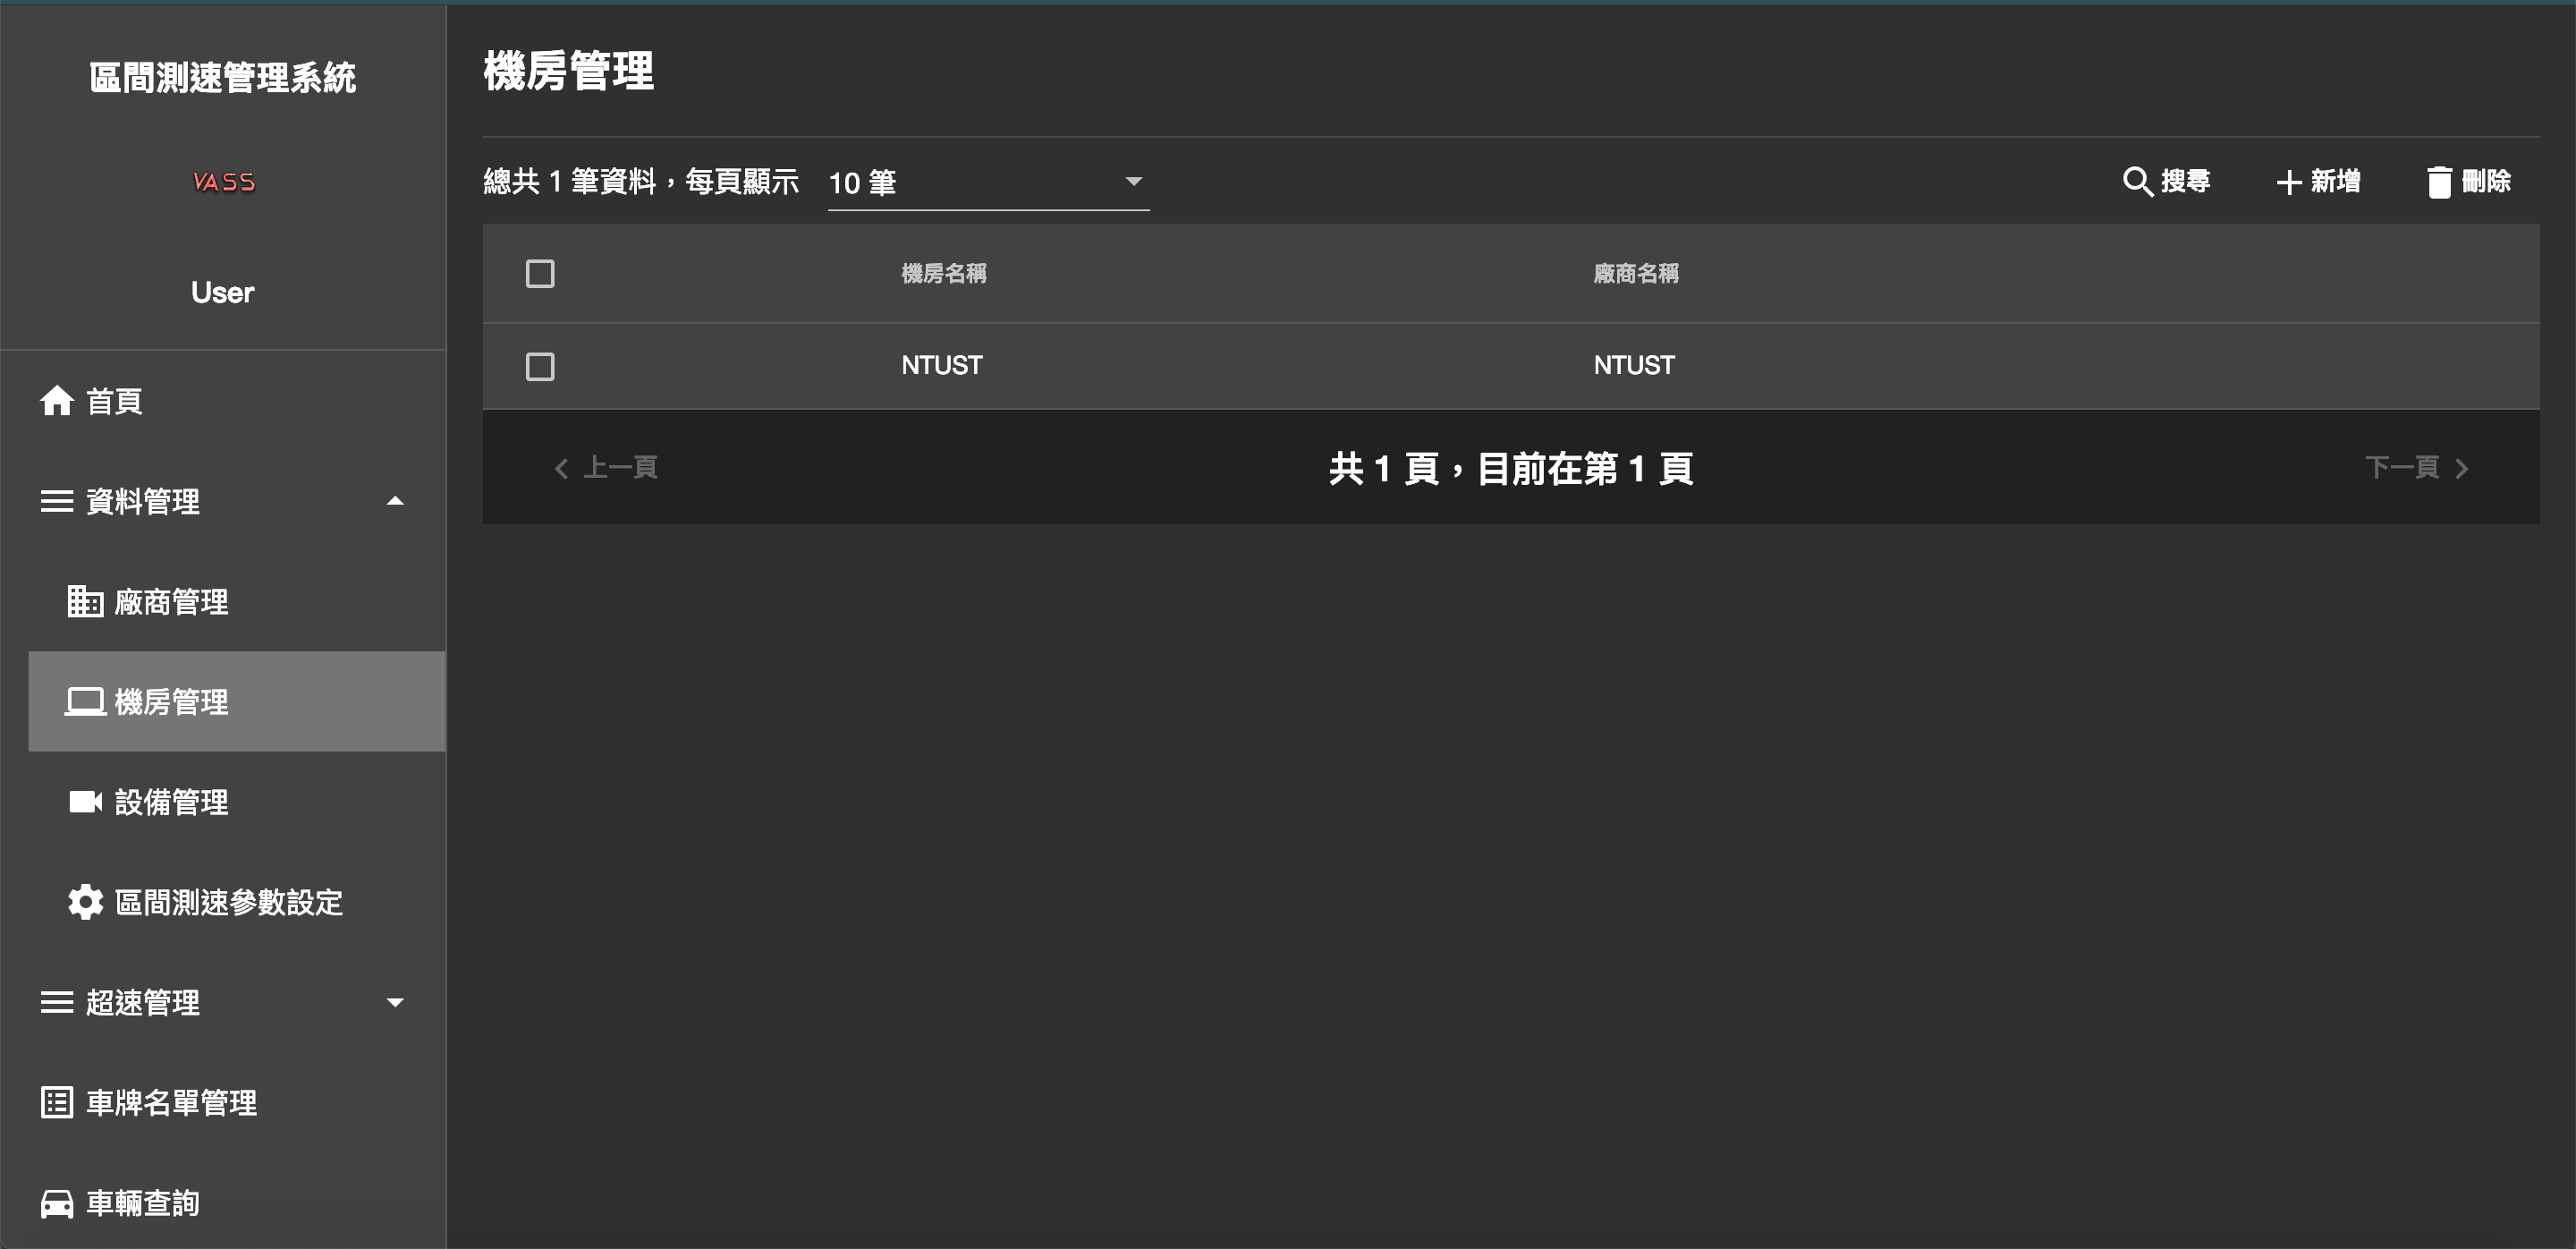 區間測速管理系統
VASS
User
首頁
資料管理
廠商管理
機房管理
設備管理
區間測速參數設定
超速管理
車牌名單管理
車輛查詢
機房管理
總共 1 筆資料，每頁顯示 10 筆
搜尋 新增 刪除
機房名稱 廠商名稱
NTUST NTUST
上一頁 共 1 頁，目前在第 1 頁 下一頁